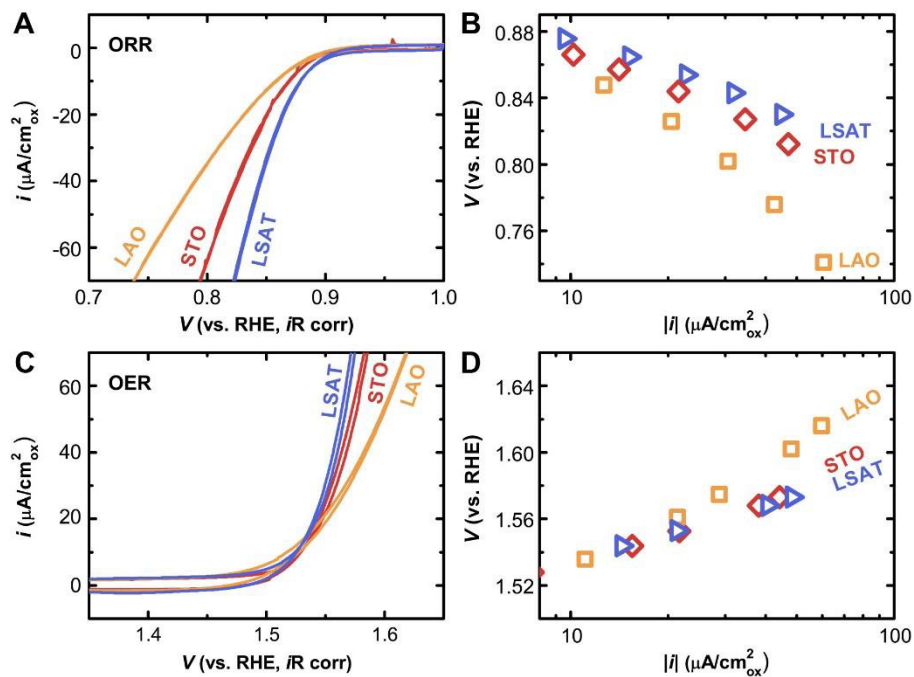 A
ORR
0
-20
-40
-60
i (μA/cm²ox)
LAO
STO
LSAT
0.7 0.8 0.9 1.0
V (vs. RHE, iR corr)
B
0.88
0.84
0.80
0.76
V (vs. RHE)
LSAT
STO
LAO
10 100
|i| (μA/cm²ox)
C
OER
60
40
20
0
i (μA/cm²ox)
LSAT
STO
LAO
1.4 1.5 1.6
V (vs. RHE, iR corr)
D
1.64
1.60
1.56
1.52
V (vs. RHE)
LAO
STO
LSAT
10 100
|i| (μA/cm²ox)